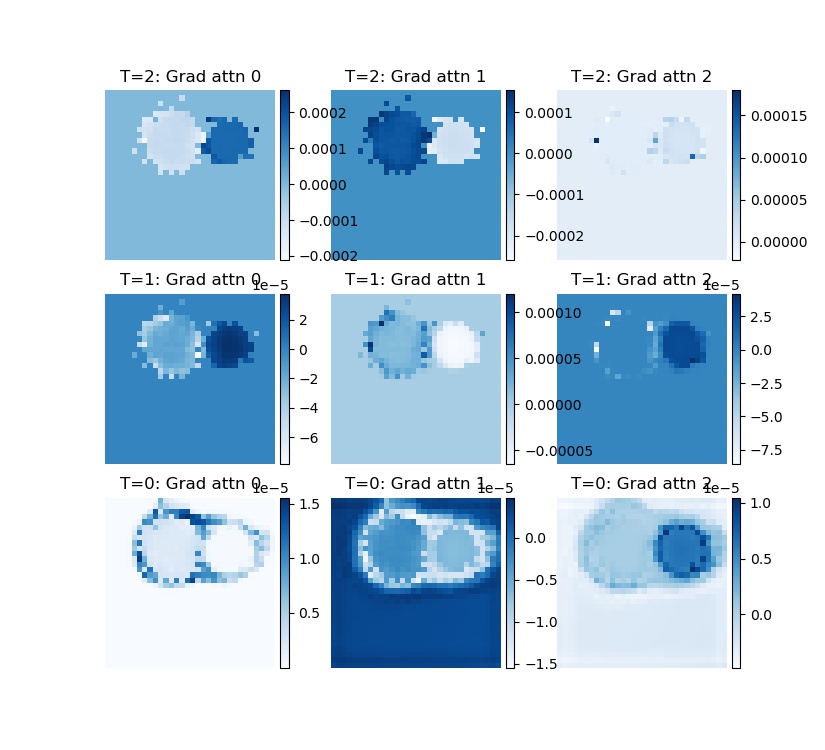 T=2: Grad attn 0
0.0002
0.0001
0.0000
−0.0001
−0.0002
T=2: Grad attn 1
0.0001
0.0000
−0.0001
−0.0002
T=2: Grad attn 2
0.00015
0.00010
0.00005
0.00000
T=1: Grad attn 0
1e−5
2
0
−2
−4
−6
T=1: Grad attn 1
0.00010
0.00005
0.00000
−0.00005
T=1: Grad attn 2
1e−5
2.5
0.0
−2.5
−5.0
−7.5
T=0: Grad attn 0
1e−5
1.5
1.0
0.5
T=0: Grad attn 1
1e−5
0.0
−0.5
−1.0
−1.5
T=0: Grad attn 2
1e−5
1.0
0.5
0.0